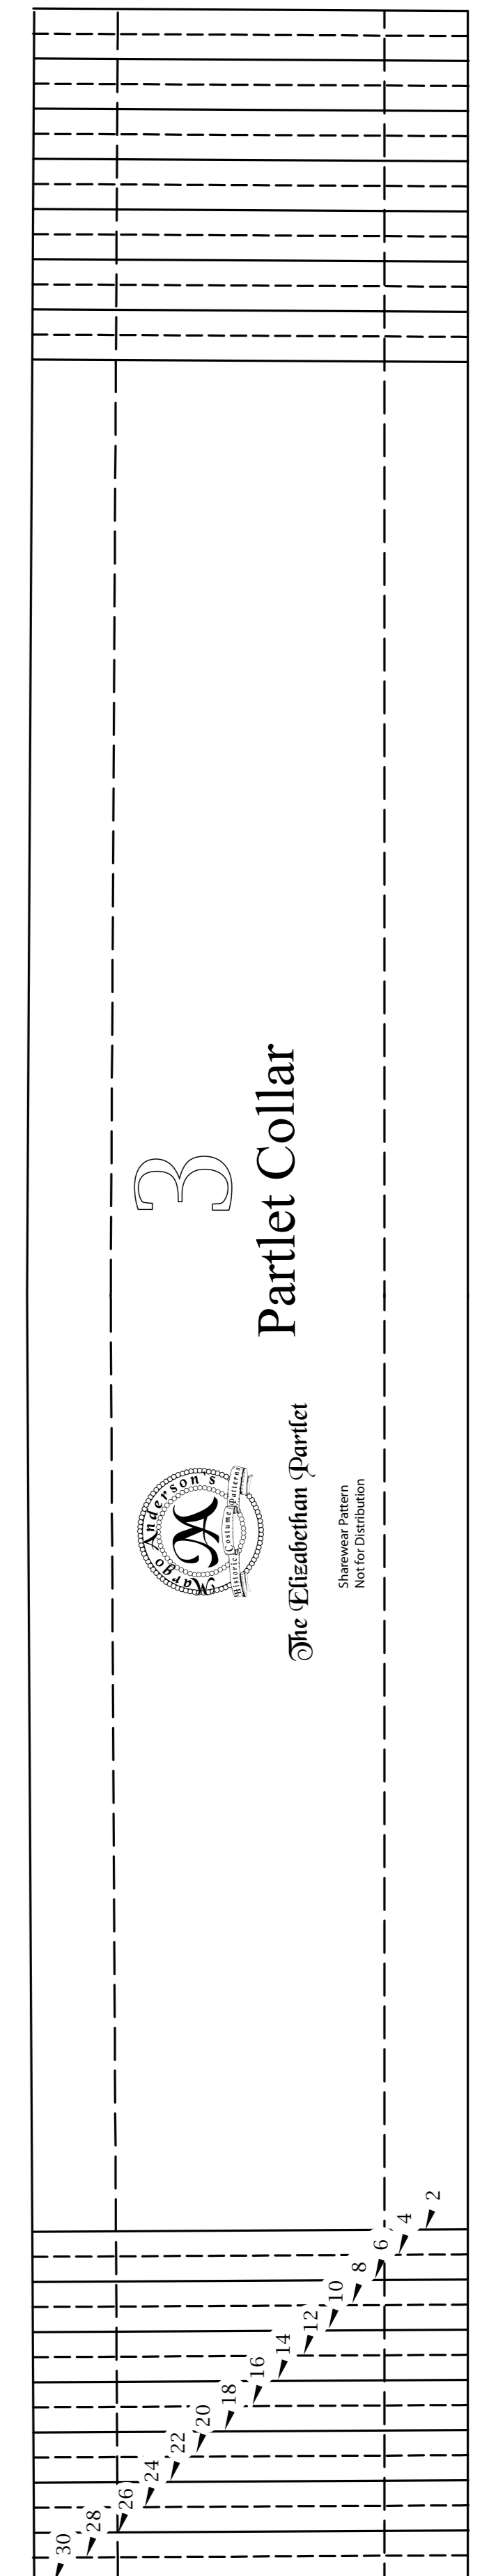 3
Partlet Collar
Margo Anderson's
M
Historic Costume Patterns
The Elizabethan Partlet
Sharewear Pattern
Not for Distribution
2
4
6
8
10
12
14
16
18
20
22
24
26
28
30